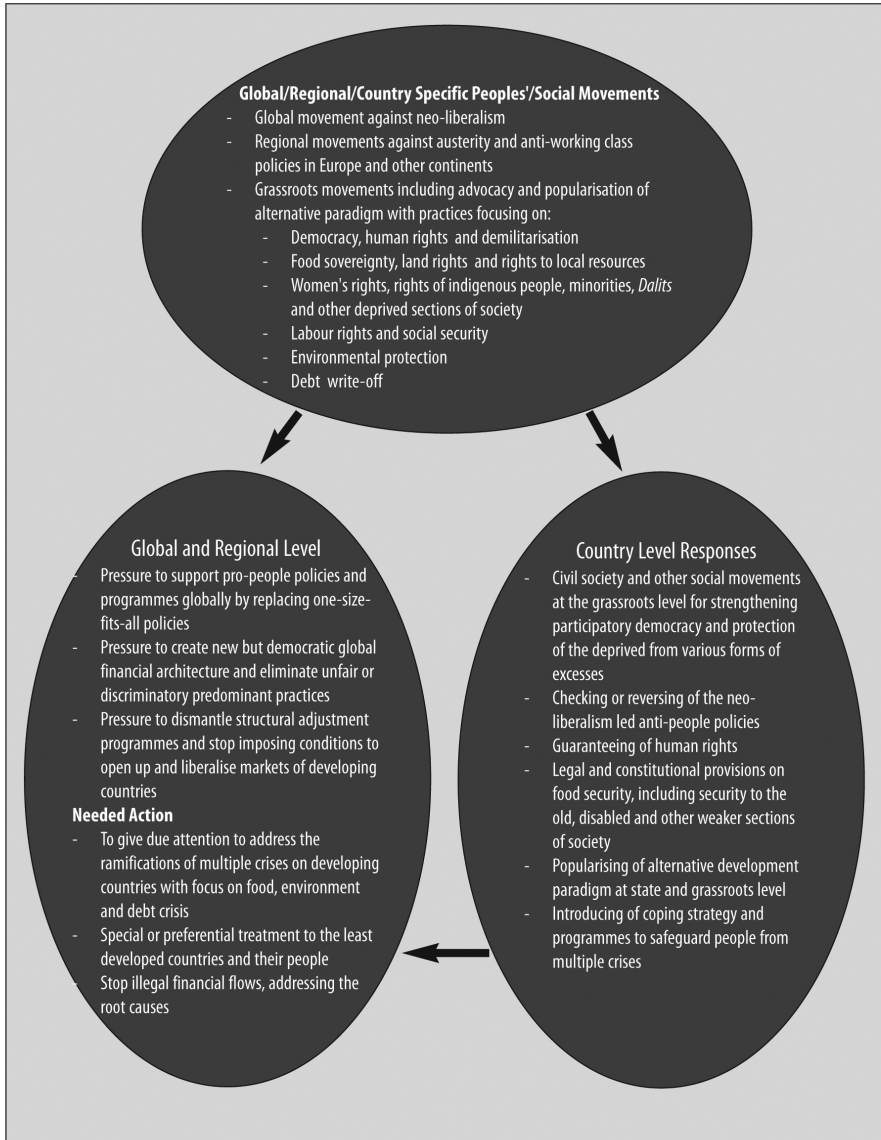 Global/Regional/Country Specific Peoples'/Social Movements
- Global movement against neo-liberalism
- Regional movements against austerity and anti-working class
policies in Europe and other continents
- Grassroots movements including advocacy and popularisation of
alternative paradigm with practices focusing on:
- Democracy, human rights and demilitarisation
- Food sovereignty, land rights and rights to local resources
- Women's rights, rights of indigenous people, minorities, Dalits
and other deprived sections of society
- Labour rights and social security
- Environmental protection
- Debt write-off
Global and Regional Level
- Pressure to support pro-people policies and
programmes globally by replacing one-size-
fits-all policies
- Pressure to create new but democratic global
financial architecture and eliminate unfair or
discriminatory predominant practices
- Pressure to dismantle structural adjustment
programmes and stop imposing conditions to
open up and liberalise markets of developing
countries
Needed Action
- To give due attention to address the
ramifications of multiple crises on developing
countries with focus on food, environment
and debt crisis
- Special or preferential treatment to the least
developed countries and their people
- Stop illegal financial flows, addressing the
root causes
Country Level Responses
- Civil society and other social movements
at the grassroots level for strengthening
participatory democracy and protection
of the deprived from various forms of
excesses
- Checking or reversing of the neo-
liberalism led anti-people policies
- Guaranteeing of human rights
- Legal and constitutional provisions on
food security, including security to the
old, disabled and other weaker sections
of society
- Popularising of alternative development
paradigm at state and grassroots level
- Introducing of coping strategy and
programmes to safeguard people from
multiple crises